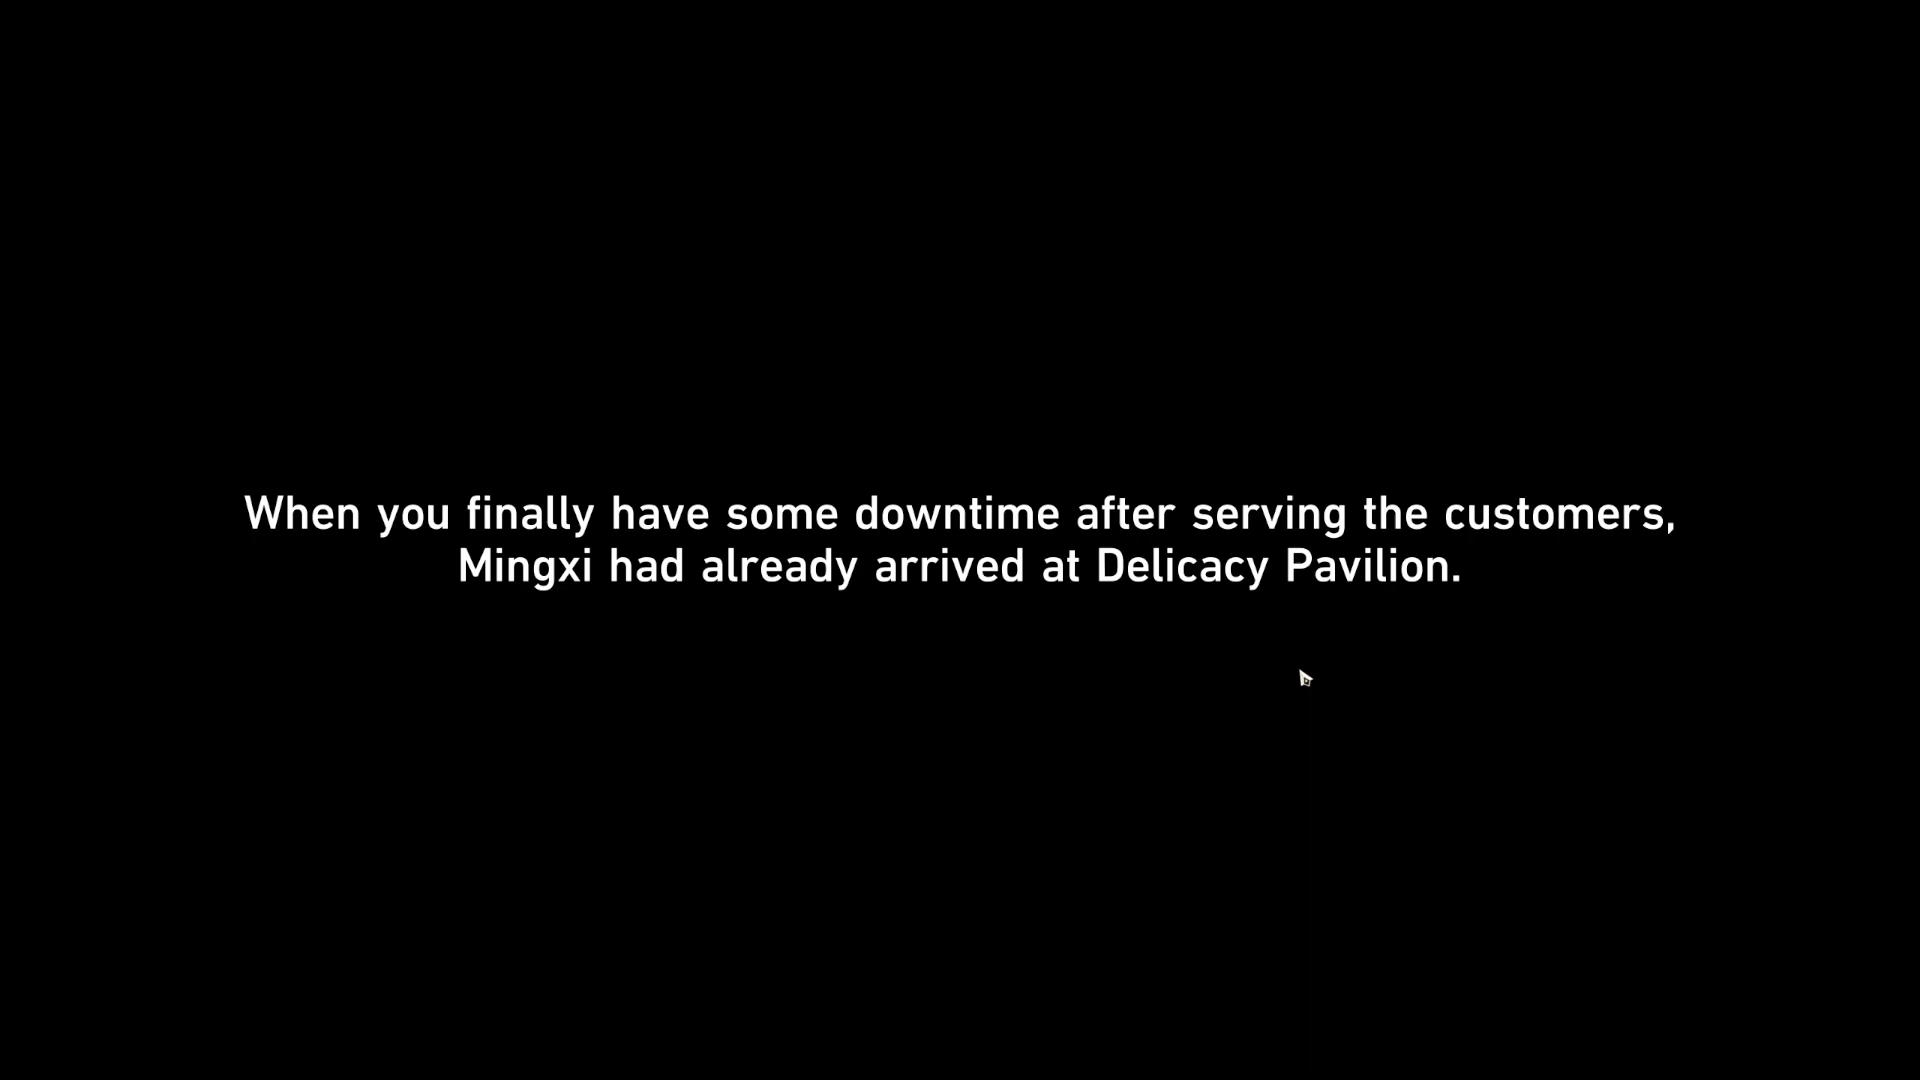 When you finally have some downtime after serving the customers,
Mingxi had already arrived at Delicacy Pavilion.